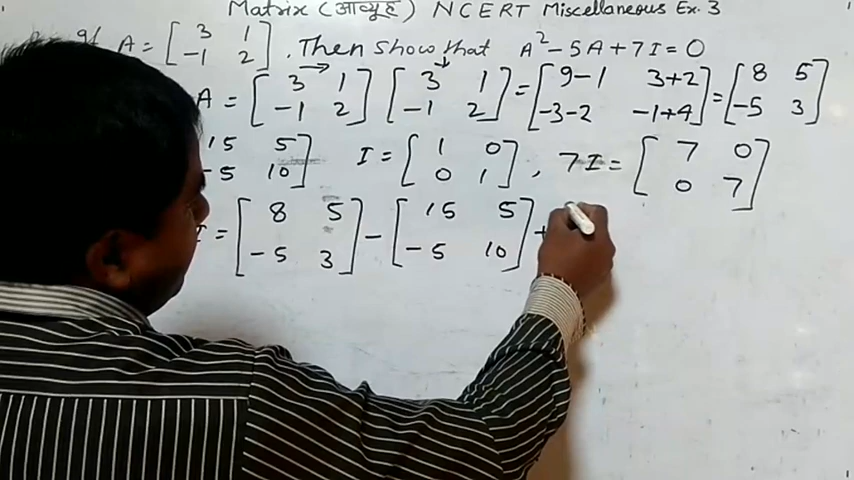 Matrix (आव्यूह) NCERT Miscellaneous Ex. 3
If A = [ 3 1 ; -1 2 ] . Then show that A² - 5A + 7I = 0
A = [ 3 1 ; -1 2 ] [ 3 1 ; -1 2 ] = [ 9-1 3+2 ; -3-2 -1+4 ] = [ 8 5 ; -5 3 ]
15 5 ; -5 10 ] I = [ 1 0 ; 0 1 ] , 7I = [ 7 0 ; 0 7 ]
I = [ 8 5 ; -5 3 ] - [ 15 5 ; -5 10 ] +